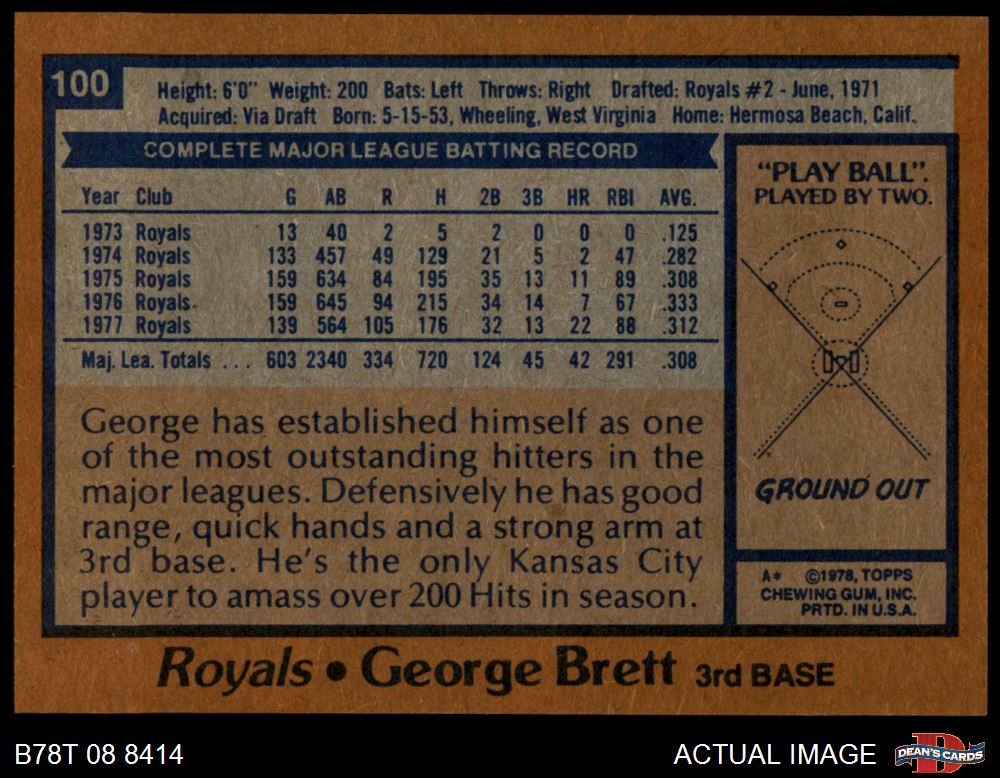 100
Height: 6'0" Weight: 200 Bats: Left Throws: Right Drafted: Royals #2 - June, 1971
Acquired: Via Draft Born: 5-15-53, Wheeling, West Virginia Home: Hermosa Beach, Calif.
COMPLETE MAJOR LEAGUE BATTING RECORD
Year Club G AB R H 2B 3B HR RBI AVG.
1973 Royals 13 40 2 5 2 0 0 0 .125
1974 Royals 133 457 49 129 21 5 2 47 .282
1975 Royals 159 634 84 195 35 13 11 89 .308
1976 Royals 159 645 94 215 34 14 7 67 .333
1977 Royals 139 564 105 176 32 13 22 88 .312
Maj. Lea. Totals ... 603 2340 334 720 124 45 42 291 .308
George has established himself as one
of the most outstanding hitters in the
major leagues. Defensively he has good
range, quick hands and a strong arm at
3rd base. He's the only Kansas City
player to amass over 200 Hits in season.
"PLAY BALL".
PLAYED BY TWO.
GROUND OUT
A* ©1978, TOPPS
CHEWING GUM, INC.
PRTD. IN U.S.A.
Royals • George Brett 3rd BASE
B78T 08 8414
ACTUAL IMAGE
D
DEAN'S CARDS